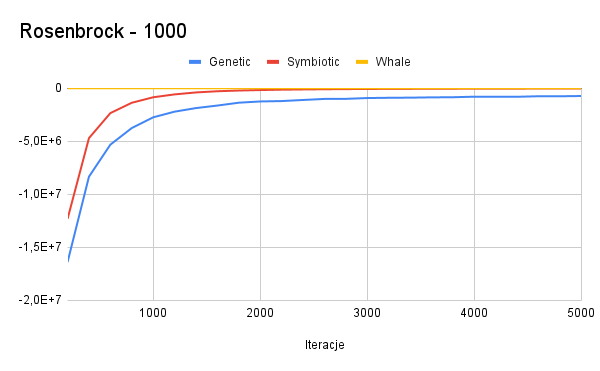 Rosenbrock - 1000
Genetic Symbiotic Whale
0
-5,0E+6
-1,0E+7
-1,5E+7
-2,0E+7
1000 2000 3000 4000 5000
Iteracje